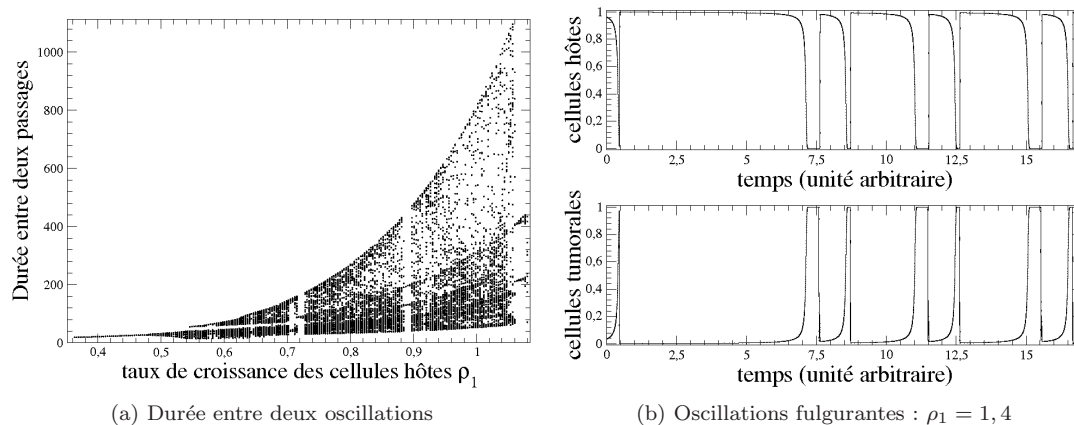 Durée entre deux passages
1000
800
600
400
200
0
0,4 0,5 0,6 0,7 0,8 0,9 1
taux de croissance des cellules hôtes ρ₁
(a) Durée entre deux oscillations
cellules hôtes
1
0,8
0,6
0,4
0,2
0
0 2,5 5 7,5 10 12,5 15
temps (unité arbitraire)
cellules tumorales
1
0,8
0,6
0,4
0,2
0
0 2,5 5 7,5 10 12,5 15
temps (unité arbitraire)
(b) Oscillations fulgurantes : ρ₁ = 1, 4